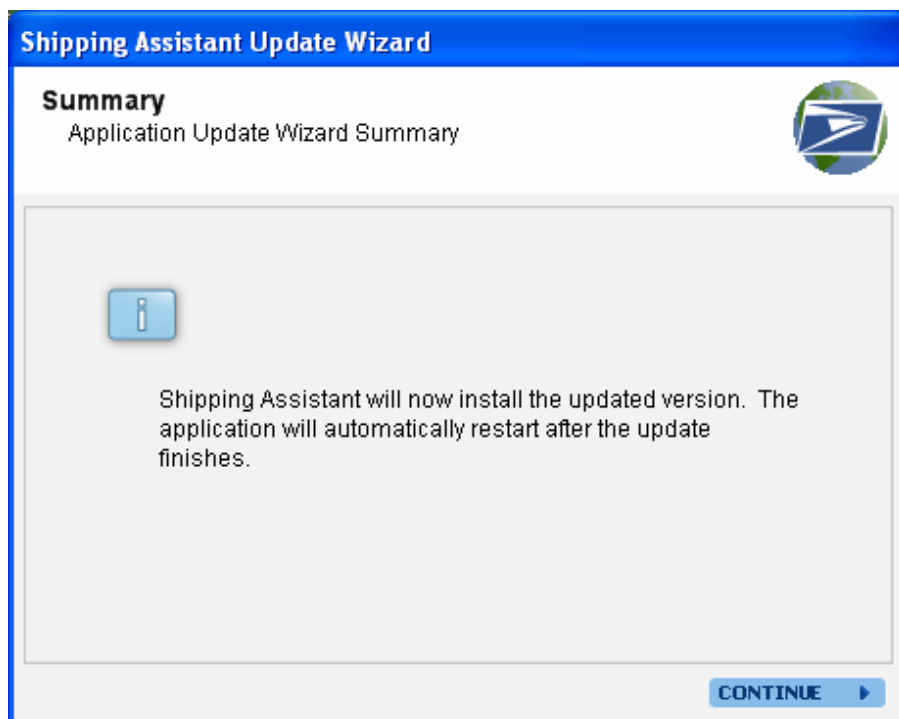 Shipping Assistant Update Wizard
Summary
Application Update Wizard Summary
Shipping Assistant will now install the updated version.  The
application will automatically restart after the update
finishes.
CONTINUE